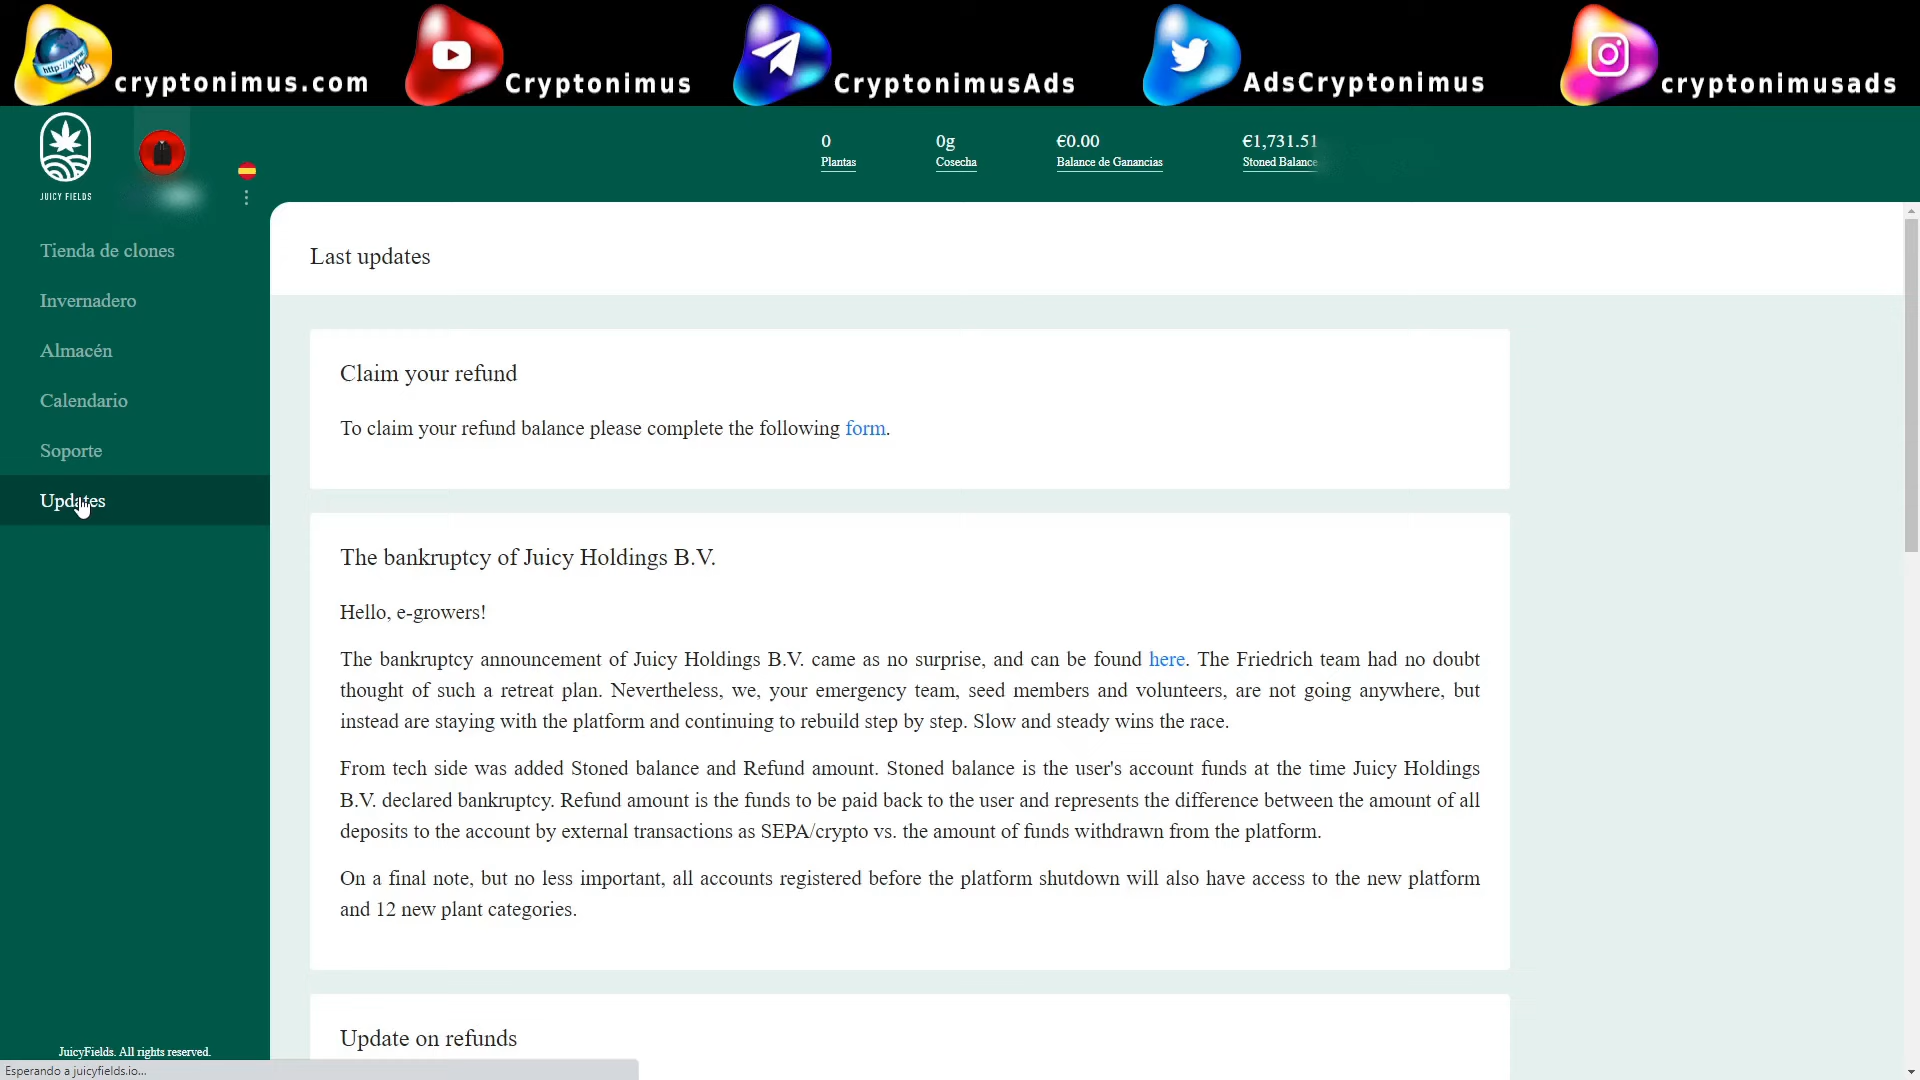 cryptonimus.com
Cryptonimus
CryptonimusAds
AdsCryptonimus
cryptonimusads
http://www
JUICY FIELDS
0
Plantas
0g
Cosecha
€0.00
Balance de Ganancias
€1,731.51
Stoned Balance
Tienda de clones
Invernadero
Almacén
Calendario
Soporte
Updates
Last updates
Claim your refund
To claim your refund balance please complete the following form.
The bankruptcy of Juicy Holdings B.V.
Hello, e-growers!
The bankruptcy announcement of Juicy Holdings B.V. came as no surprise, and can be found here. The Friedrich team had no doubt
thought of such a retreat plan. Nevertheless, we, your emergency team, seed members and volunteers, are not going anywhere, but
instead are staying with the platform and continuing to rebuild step by step. Slow and steady wins the race.
From tech side was added Stoned balance and Refund amount. Stoned balance is the user's account funds at the time Juicy Holdings
B.V. declared bankruptcy. Refund amount is the funds to be paid back to the user and represents the difference between the amount of all
deposits to the account by external transactions as SEPA/crypto vs. the amount of funds withdrawn from the platform.
On a final note, but no less important, all accounts registered before the platform shutdown will also have access to the new platform
and 12 new plant categories.
Update on refunds
JuicyFields. All rights reserved.
Esperando a juicyfields.io...